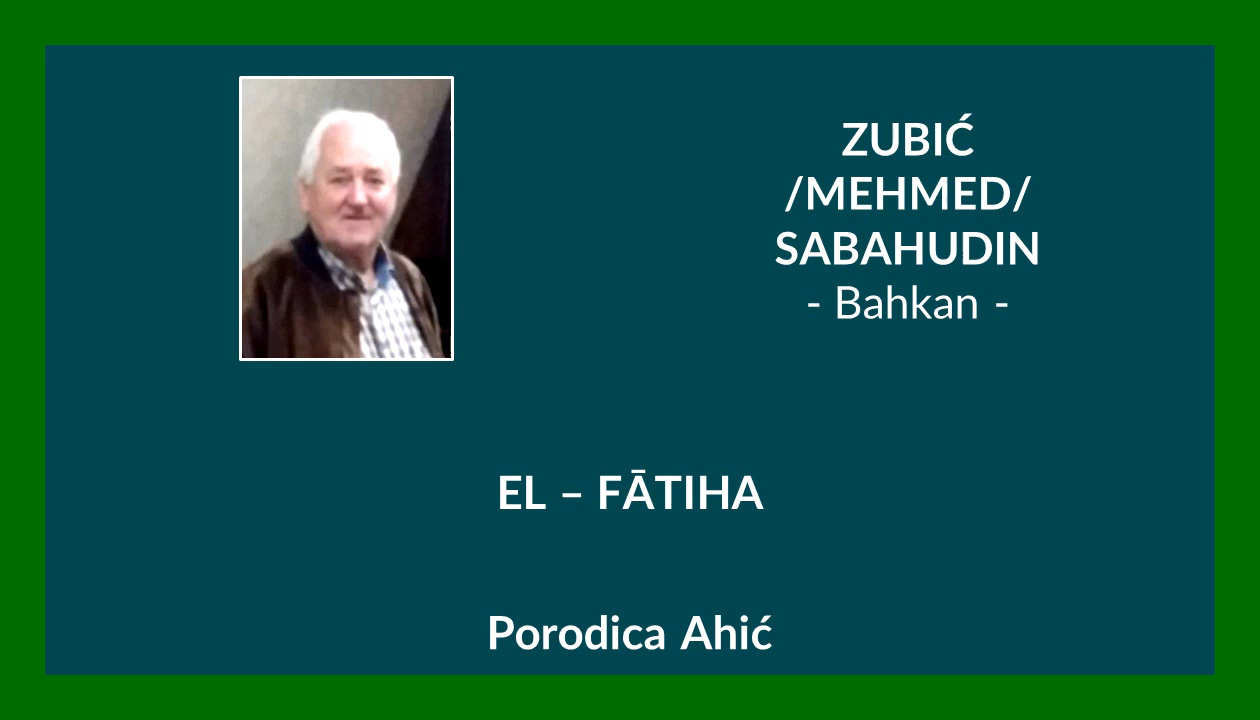 ZUBIĆ
/MEHMED/
SABAHUDIN
- Bahkan -
EL – FĀTIHA
Porodica Ahić